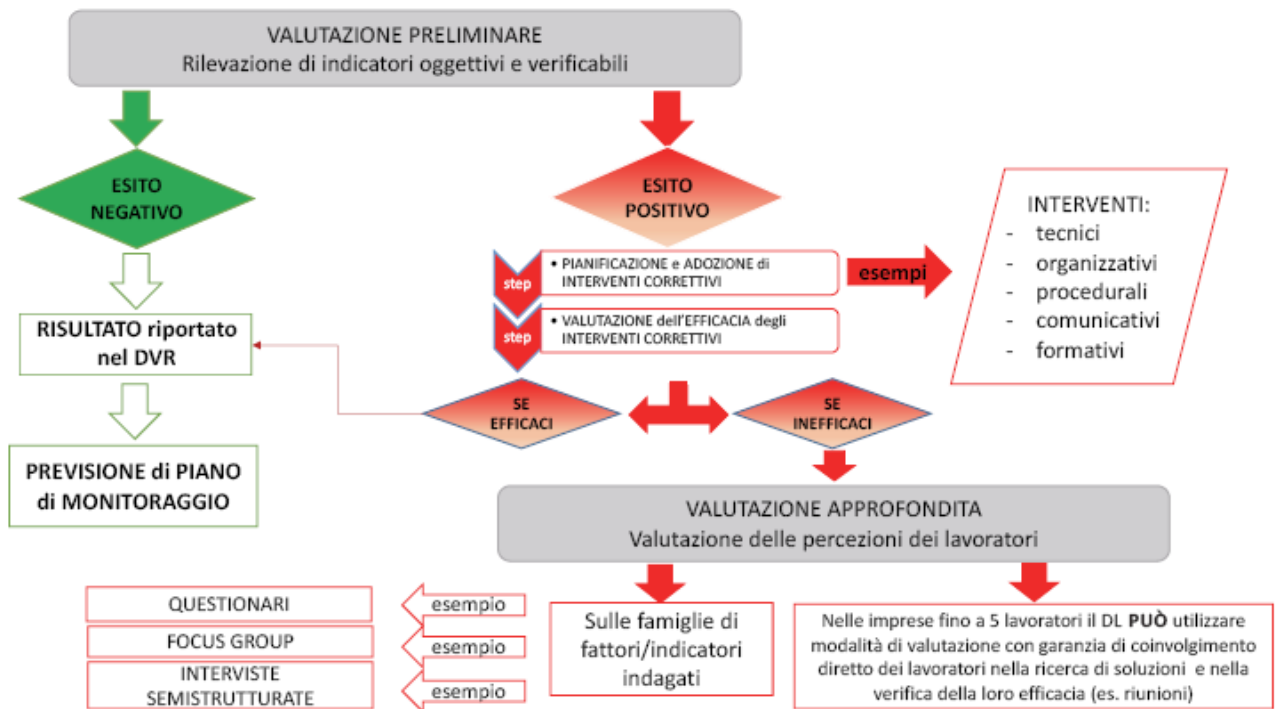 VALUTAZIONE PRELIMINARE
Rilevazione di indicatori oggettivi e verificabili
ESITO
NEGATIVO
ESITO
POSITIVO
RISULTATO riportato
nel DVR
PREVISIONE di PIANO
di MONITORAGGIO
step
• PIANIFICAZIONE e ADOZIONE di
INTERVENTI CORRETTIVI
step
• VALUTAZIONE dell'EFFICACIA degli
INTERVENTI CORRETTIVI
esempi
INTERVENTI:
- tecnici
- organizzativi
- procedurali
- comunicativi
- formativi
SE
EFFICACI
SE
INEFFICACI
VALUTAZIONE APPROFONDITA
Valutazione delle percezioni dei lavoratori
QUESTIONARI
FOCUS GROUP
INTERVISTE
SEMISTRUTTURATE
esempio
esempio
esempio
Sulle famiglie di
fattori/indicatori
indagati
Nelle imprese fino a 5 lavoratori il DL PUÒ utilizzare
modalità di valutazione con garanzia di coinvolgimento
diretto dei lavoratori nella ricerca di soluzioni e nella
verifica della loro efficacia (es. riunioni)